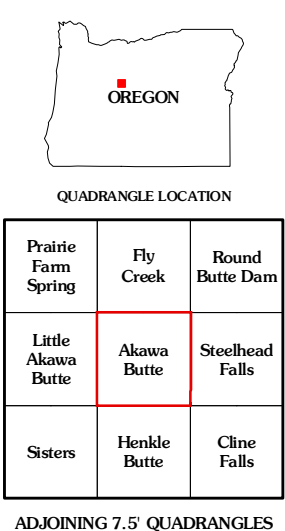 OREGON
QUADRANGLE LOCATION
Prairie
Farm
Spring
Fly
Creek
Round
Butte Dam
Little
Akawa
Butte
Akawa
Butte
Steelhead
Falls
Sisters
Henkle
Butte
Cline
Falls
ADJOINING 7.5' QUADRANGLES